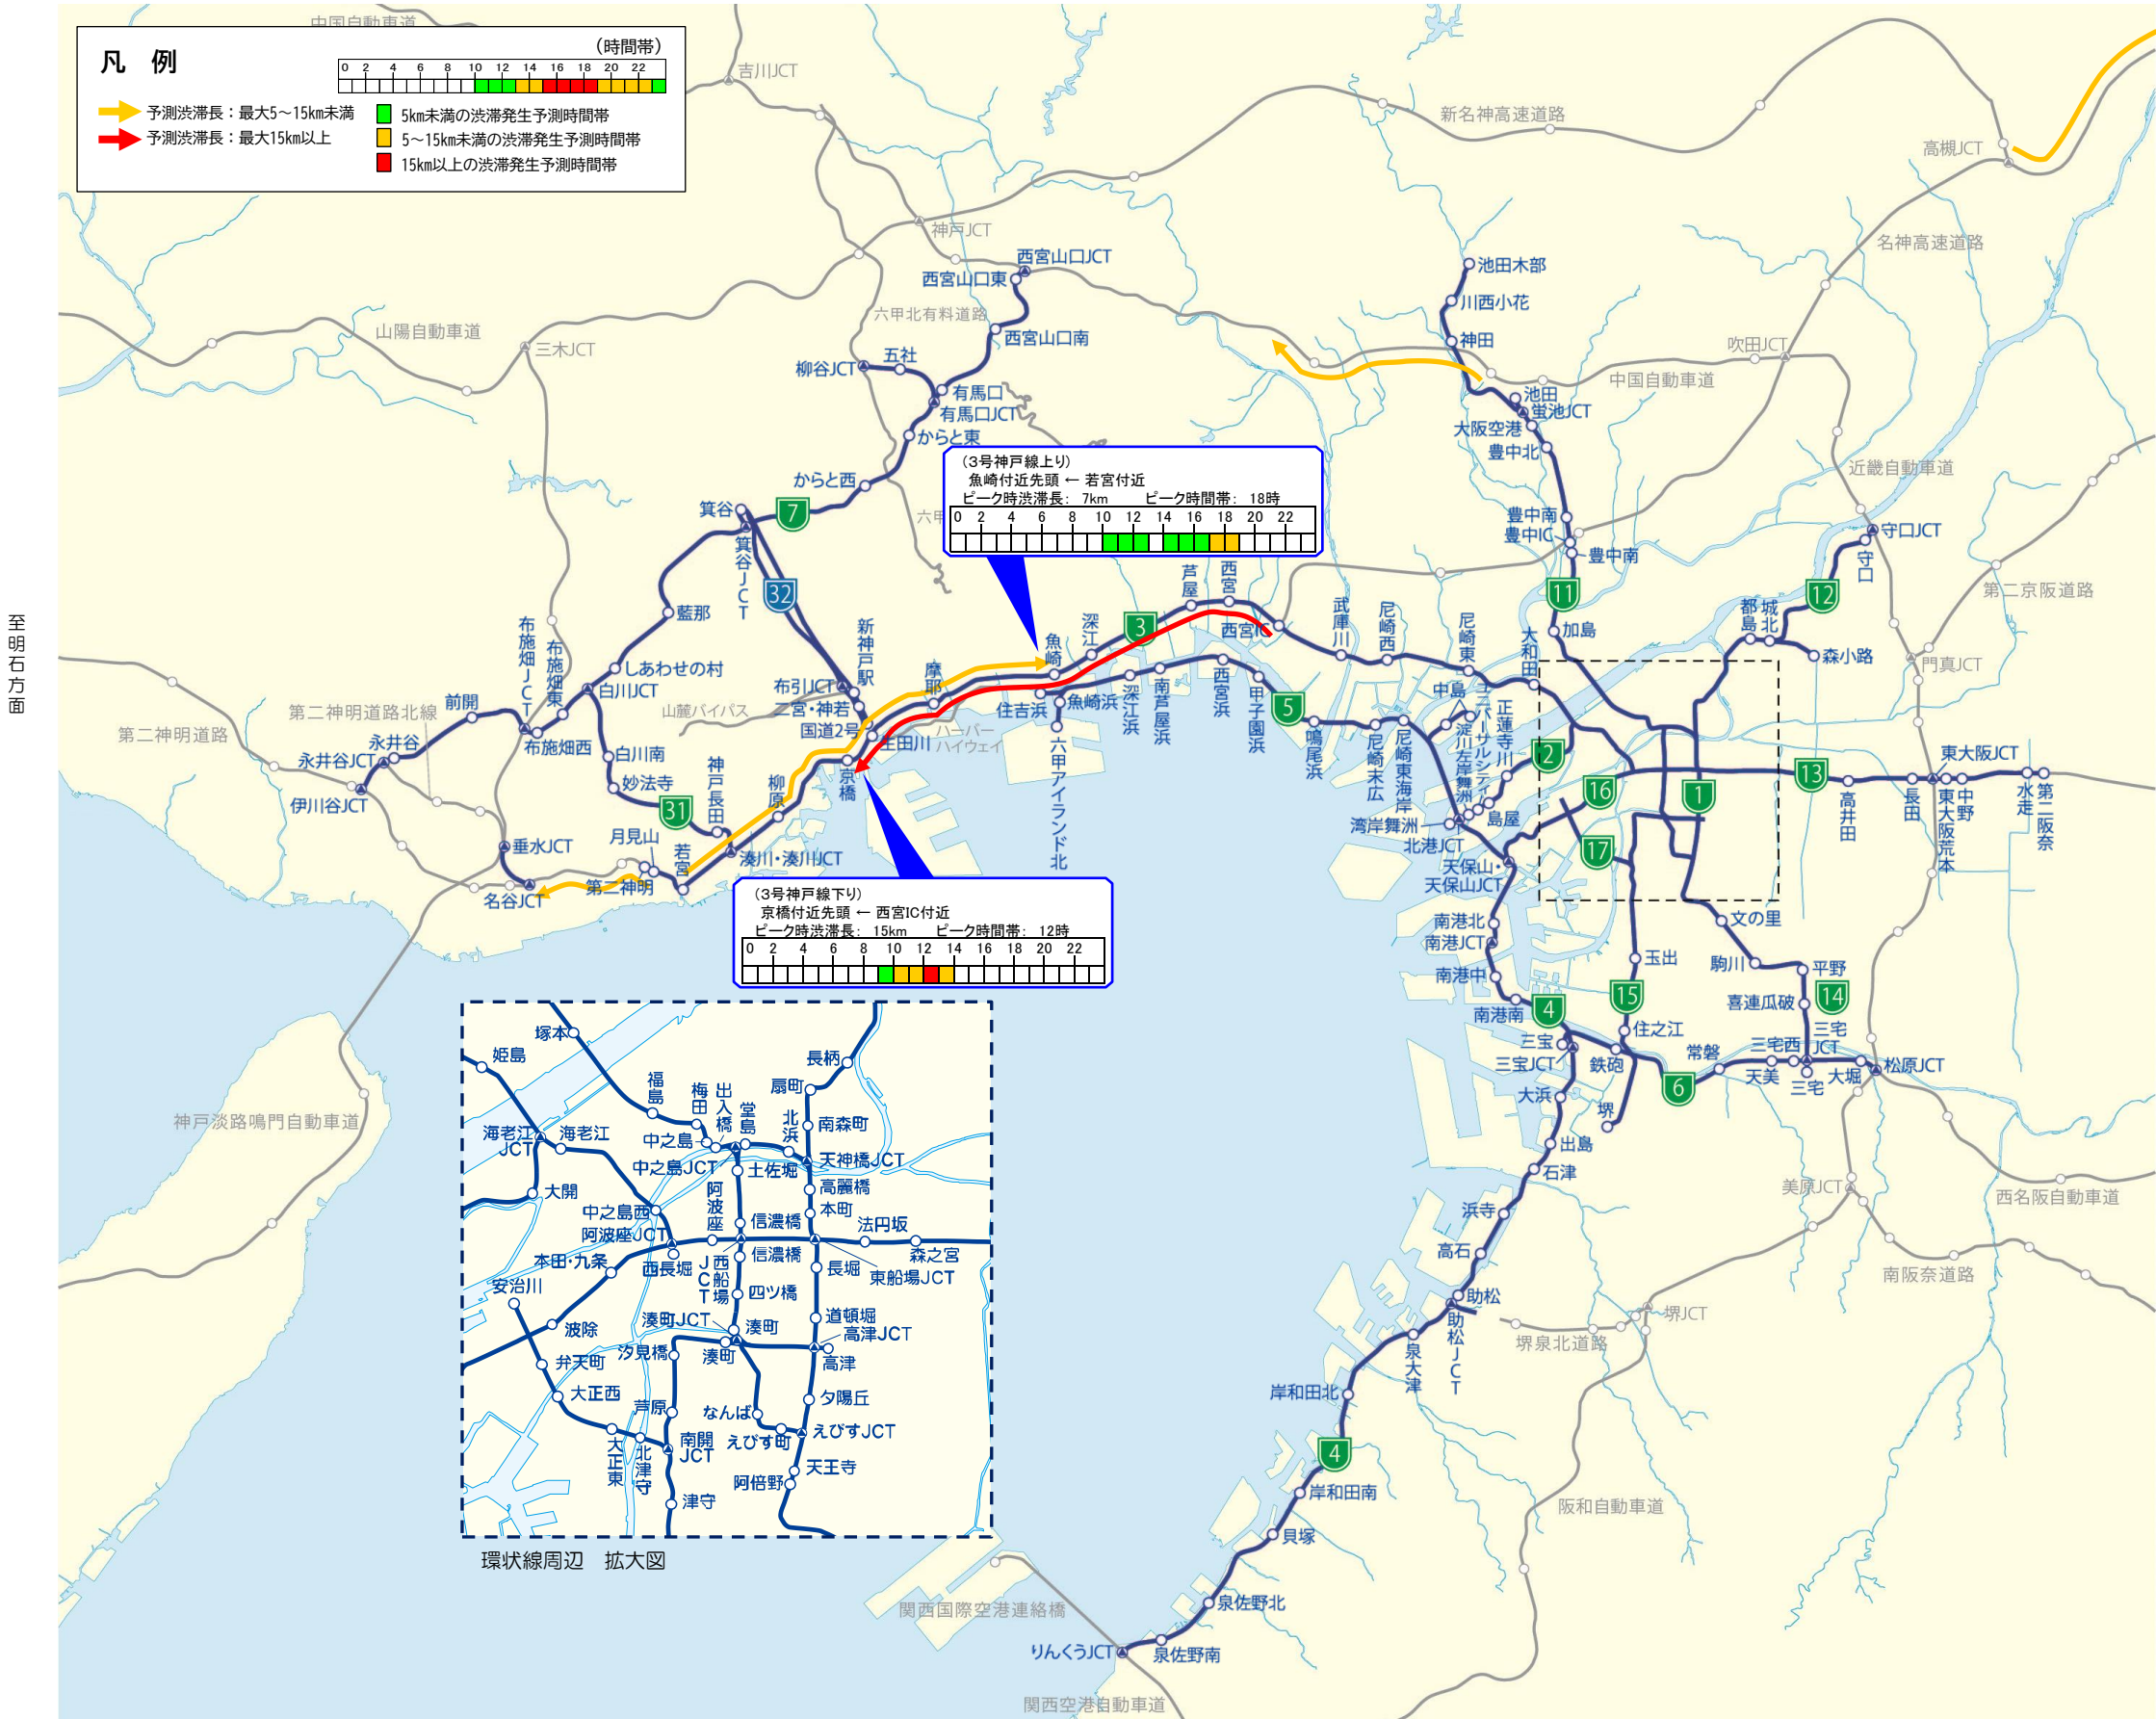 中国自動車道
凡 例
（時間帯）
0 2 4 6 8 10 12 14 16 18 20 22
予測渋滞長：最大5～15km未満
予測渋滞長：最大15km以上
5km未満の渋滞発生予測時間帯
5～15km未満の渋滞発生予測時間帯
15km以上の渋滞発生予測時間帯
吉川JCT
新名神高速道路
高槻JCT
名神高速道路
神戸JCT
西宮山口JCT
西宮山口東
六甲北有料道路
西宮山口南
山陽自動車道
三木JCT
柳谷JCT
五社
有馬口
有馬口JCT
からと東
からと西
池田木部
川西小花
神田
吹田JCT
中国自動車道
池田
蛍池JCT
大阪空港
豊中北
近畿自動車道
豊中南
豊中IC
豊中南
守口JCT
守口
第二京阪道路
（3号神戸線上り）
魚崎付近先頭 ← 若宮付近
ピーク時渋滞長： 7km ピーク時間帯： 18時
0 2 4 6 8 10 12 14 16 18 20 22
六甲
箕谷
7
箕谷JCT
32
藍那
至明石方面
布施畑JCT
布施畑東
しあわせの村
白川JCT
前開
第二神明道路北線
第二神明道路
永井谷
永井谷JCT
伊川谷JCT
布施畑西
白川南
妙法寺
31
神戸長田
月見山
若宮
垂水JCT
名谷JCT
第二神明
湊川・湊川JCT
柳原
山麓バイパス
新神戸駅
布引JCT
二宮・神若
国道2号
生田川
京橋
摩耶
ハーバー
ハイウェイ
住吉浜
魚崎
深江
3
芦屋
西宮
西宮IC
魚崎浜
六甲アイランド北
深江浜
南芦屋浜
西宮浜
甲子園浜
5
鳴尾浜
武庫川
尼崎西
尼崎東
大和田
尼崎末広
尼崎東海岸
中島
淀川左岸舞洲
ユニバーサルシティ
正蓮寺川
島屋
湾岸舞洲
北港JCT
天保山・
天保山JCT
11
加島
都島
城北
12
森小路
門真JCT
2
16
1
17
13
高井田
長田
東大阪JCT
東大阪荒本
中野
水走
第二阪奈
（3号神戸線下り）
京橋付近先頭 ← 西宮IC付近
ピーク時渋滞長： 15km ピーク時間帯： 12時
0 2 4 6 8 10 12 14 16 18 20 22
南港北
南港JCT
南港中
南港南
4
三宝
三宝JCT
大浜
鉄砲
玉出
15
住之江
堺
出島
石津
浜寺
高石
助松
助松JCT
泉大津
岸和田北
4
岸和田南
貝塚
泉佐野北
泉佐野南
りんくうJCT
関西国際空港連絡橋
関西空港自動車道
文の里
駒川
平野
喜連瓜破
14
三宅
JCT
三宅西
常磐
天美
三宅
大堀
松原JCT
6
美原JCT
西名阪自動車道
南阪奈道路
堺JCT
堺泉北道路
阪和自動車道
神戸淡路鳴門自動車道
塚本
姫島
福島
梅田
出入橋
堂島
長柄
扇町
北浜
南森町
海老江
JCT
海老江
中之島
中之島JCT
土佐堀
天神橋JCT
高麗橋
大開
中之島西
阿波座
阿波座JCT
信濃橋
本町
法円坂
本田・九条
西長堀
西船場
JCT
信濃橋
森之宮
長堀
東船場JCT
安治川
四ツ橋
波除
湊町JCT
湊町
道頓堀
高津JCT
汐見橋
湊町
高津
弁天町
大正西
芦原
なんば
夕陽丘
えびす町
えびすJCT
大正東
北津守
南開
JCT
天王寺
阿倍野
津守
環状線周辺 拡大図